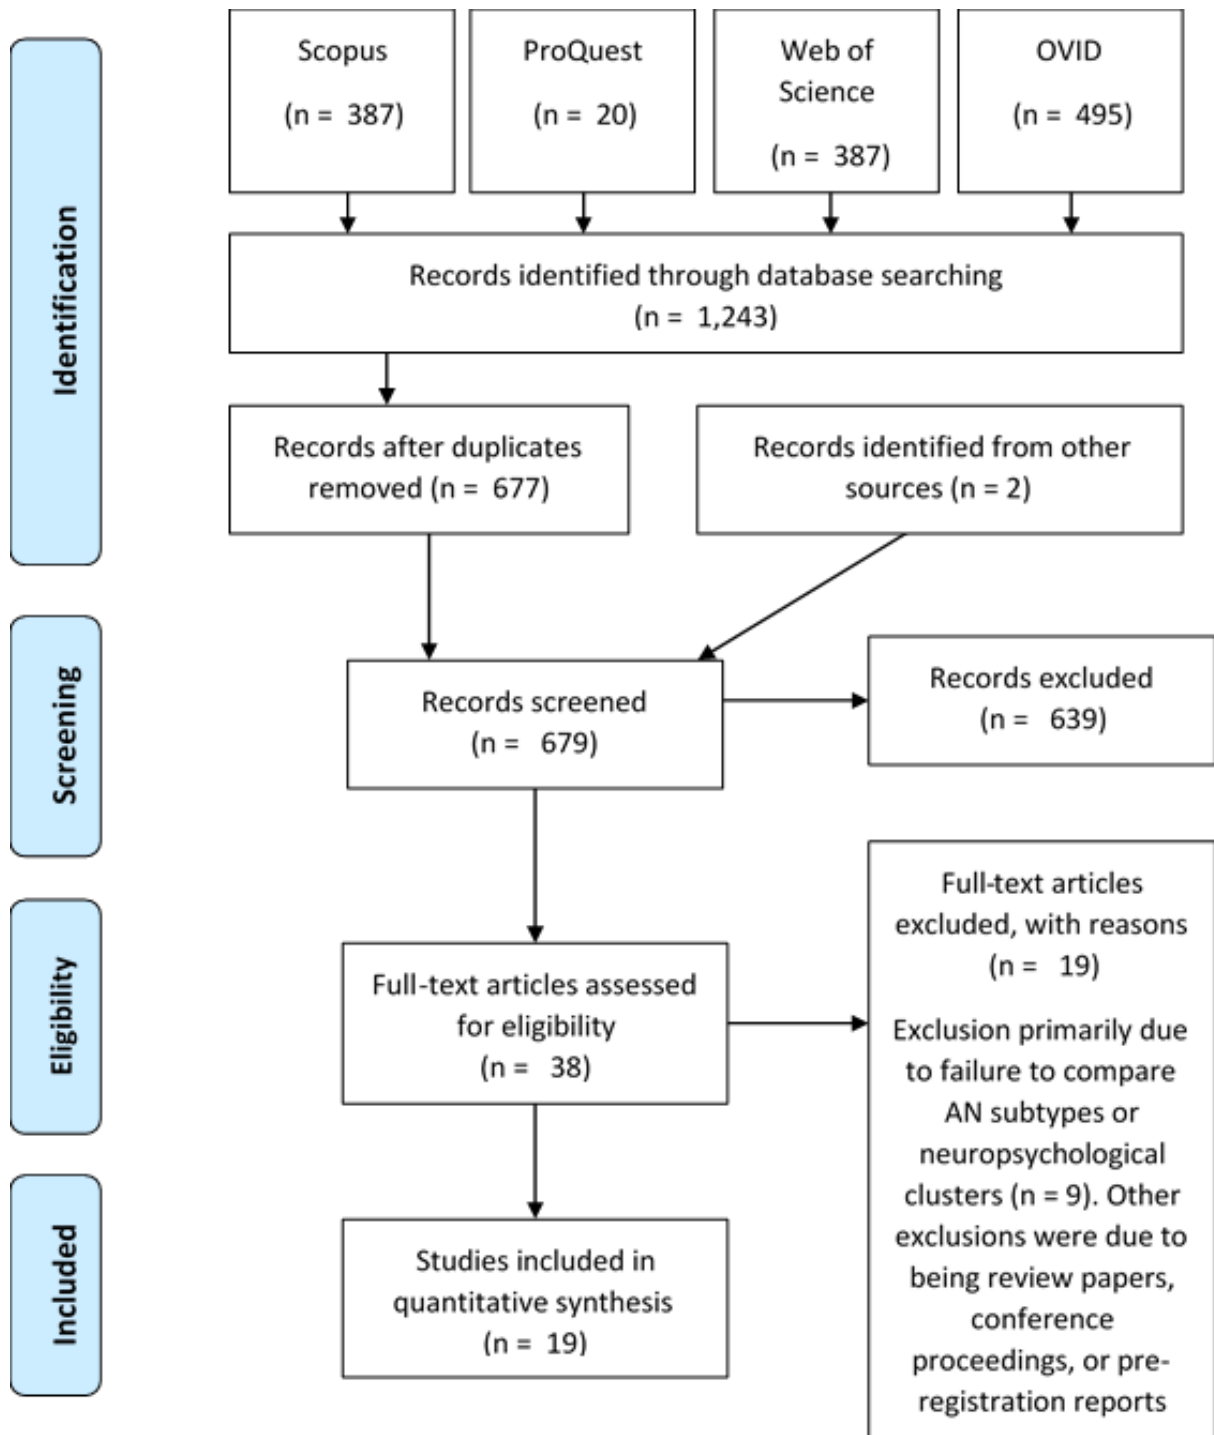 Identification
Scopus
(n = 387)
ProQuest
(n = 20)
Web of
Science
(n = 387)
OVID
(n = 495)
Records identified through database searching
(n = 1,243)
Records after duplicates
removed (n = 677)
Records identified from other
sources (n = 2)
Screening
Records screened
(n = 679)
Records excluded
(n = 639)
Eligibility
Full-text articles assessed
for eligibility
(n = 38)
Full-text articles
excluded, with reasons
(n = 19)
Exclusion primarily due
to failure to compare
AN subtypes or
neuropsychological
clusters (n = 9). Other
exclusions were due to
being review papers,
conference
proceedings, or pre-
registration reports
Included
Studies included in
quantitative synthesis
(n = 19)